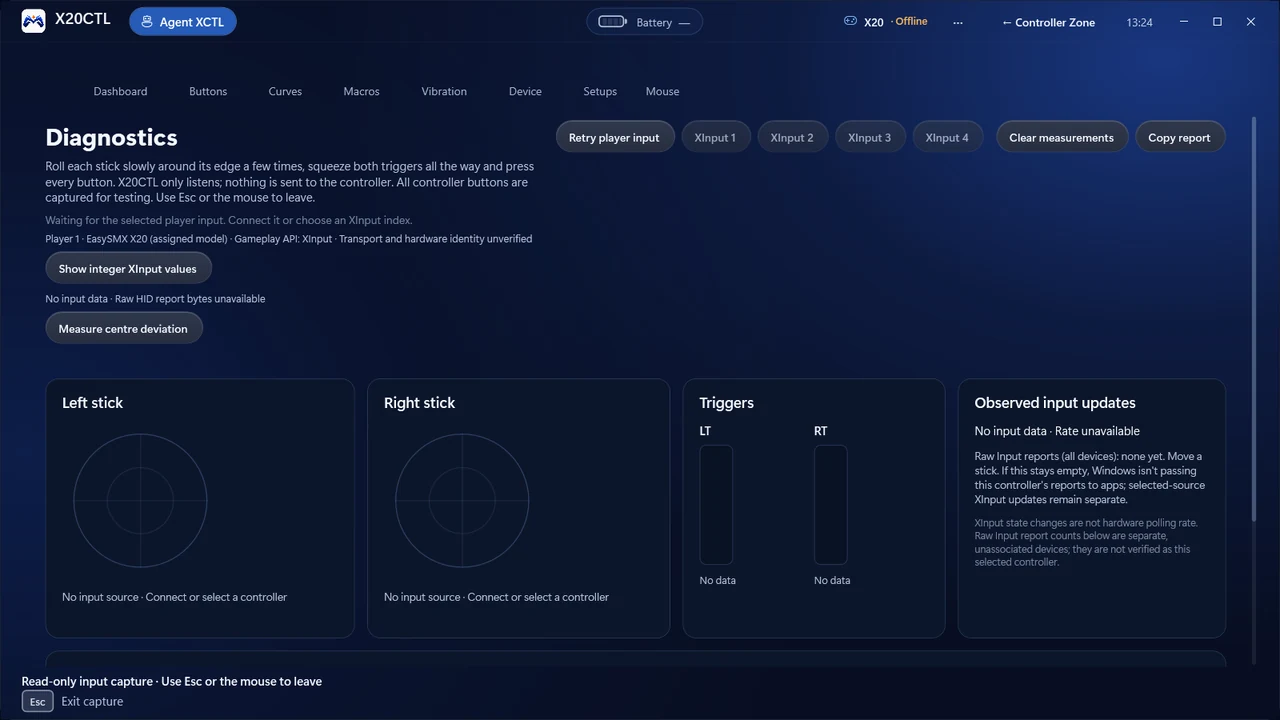 X20CTL
Agent XCTL
Battery —
X20 · Offline
...
← Controller Zone
13:24
Dashboard
Buttons
Curves
Macros
Vibration
Device
Setups
Mouse
Diagnostics
Retry player input
XInput 1
XInput 2
XInput 3
XInput 4
Clear measurements
Copy report
Roll each stick slowly around its edge a few times, squeeze both triggers all the way and press
every button. X20CTL only listens; nothing is sent to the controller. All controller buttons are
captured for testing. Use Esc or the mouse to leave.
Waiting for the selected player input. Connect it or choose an XInput index.
Player 1 · EasySMX X20 (assigned model) · Gameplay API: XInput · Transport and hardware identity unverified
Show integer XInput values
No input data · Raw HID report bytes unavailable
Measure centre deviation
Left stick
No input source · Connect or select a controller
Right stick
No input source · Connect or select a controller
Triggers
LT
RT
No data
No data
Observed input updates
No input data · Rate unavailable
Raw Input reports (all devices): none yet. Move a
stick. If this stays empty, Windows isn't passing
this controller's reports to apps; selected-source
XInput updates remain separate.
XInput state changes are not hardware polling rate.
Raw Input report counts below are separate,
unassociated devices; they are not verified as this
selected controller.
Read-only input capture · Use Esc or the mouse to leave
Esc
Exit capture